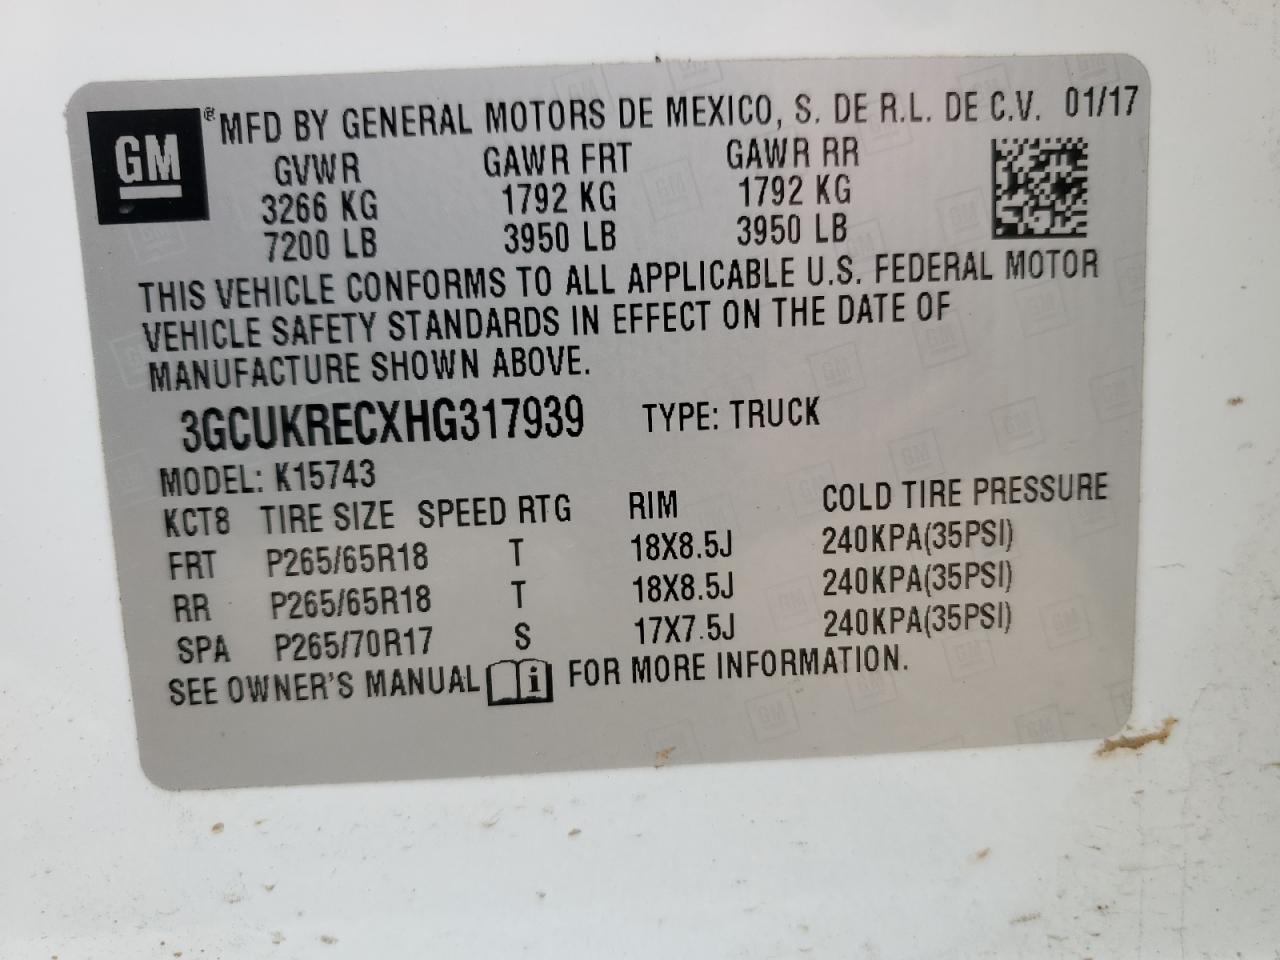 GM
® MFD BY GENERAL MOTORS DE MEXICO, S. DE R.L. DE C.V. 01/17
GVWR GAWR FRT GAWR RR
3266 KG 1792 KG 1792 KG
7200 LB 3950 LB 3950 LB
THIS VEHICLE CONFORMS TO ALL APPLICABLE U.S. FEDERAL MOTOR
VEHICLE SAFETY STANDARDS IN EFFECT ON THE DATE OF
MANUFACTURE SHOWN ABOVE.
3GCUKRECXHG317939 TYPE: TRUCK
MODEL: K15743
KCT8 TIRE SIZE SPEED RTG RIM COLD TIRE PRESSURE
FRT P265/65R18 T 18X8.5J 240KPA(35PSI)
RR P265/65R18 T 18X8.5J 240KPA(35PSI)
SPA P265/70R17 S 17X7.5J 240KPA(35PSI)
SEE OWNER'S MANUAL i FOR MORE INFORMATION.